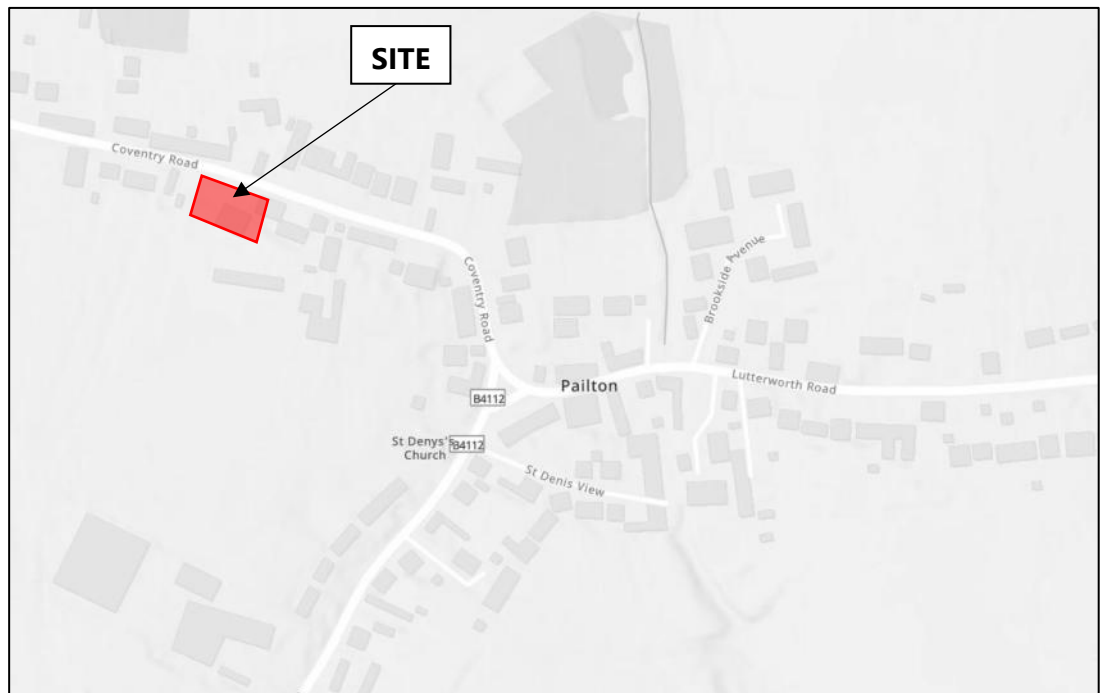 SITE
Coventry Road
Coventry Road
Brookside Avenue
Pailton
Lutterworth Road
B4112
St Denys's
Church
B4112
St Denis View